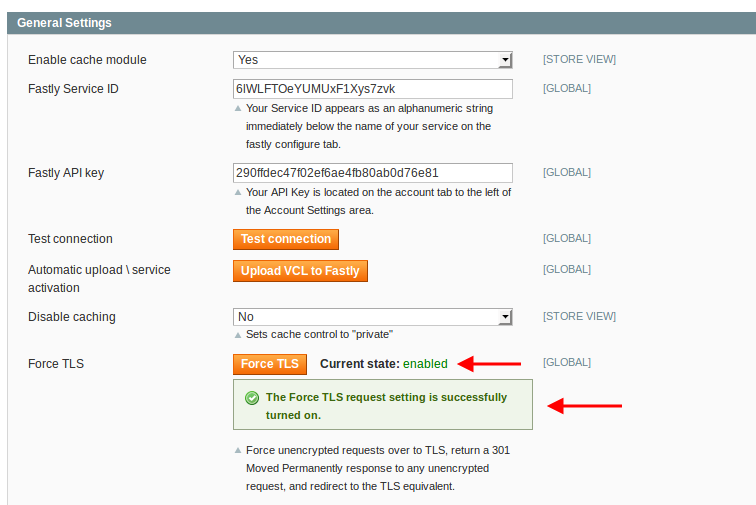 General Settings
Enable cache module Yes [STORE VIEW]
Fastly Service ID 6IWLFTOeYUMUxF1Xys7zvk [GLOBAL]
Your Service ID appears as an alphanumeric string
immediately below the name of your service on the
fastly configure tab.
Fastly API key 290ffdec47f02ef6ae4fb80ab0d76e81 [GLOBAL]
Your API Key is located on the account tab to the left of
the Account Settings area.
Test connection Test connection [GLOBAL]
Automatic upload \ service Upload VCL to Fastly [GLOBAL]
activation
Disable caching No [STORE VIEW]
Sets cache control to "private"
Force TLS Force TLS Current state: enabled [GLOBAL]
The Force TLS request setting is successfully
turned on.
Force unencrypted requests over to TLS, return a 301
Moved Permanently response to any unencrypted
request, and redirect to the TLS equivalent.